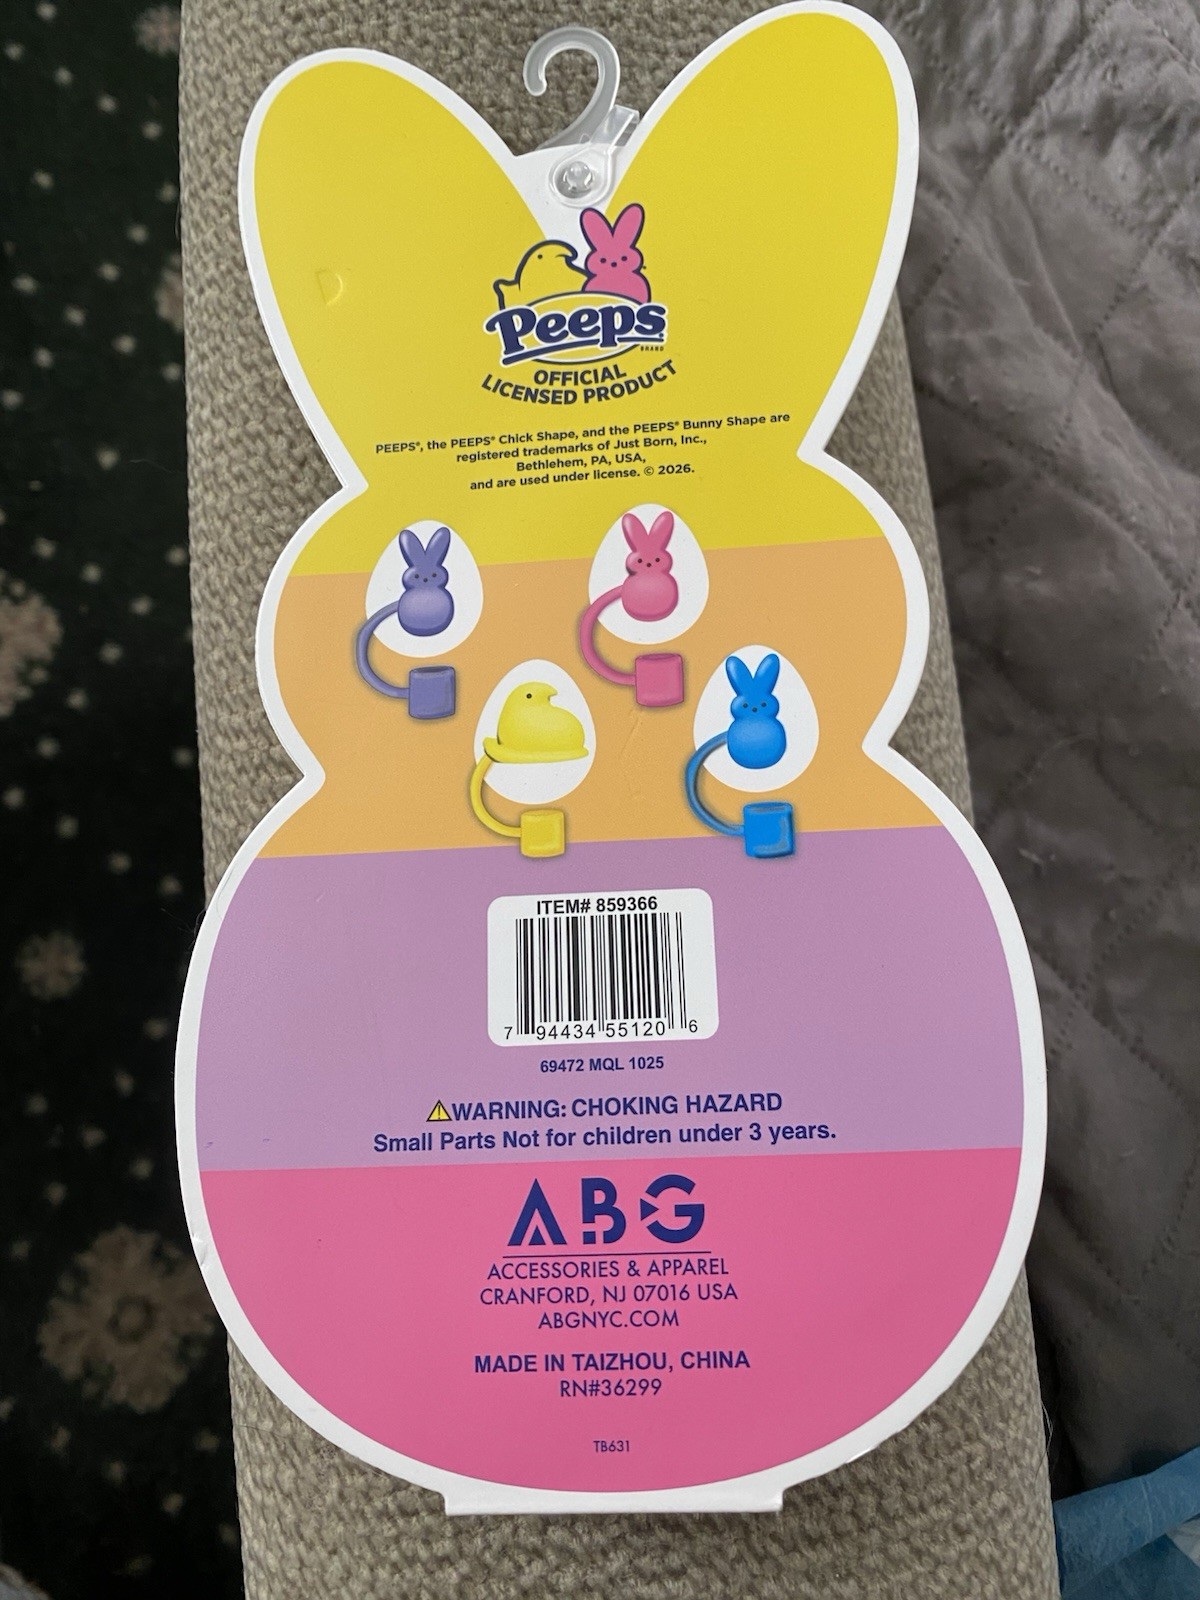 Peeps
BRAND
OFFICIAL
LICENSED PRODUCT
PEEPS®, the PEEPS® Chick Shape, and the PEEPS® Bunny Shape are
registered trademarks of Just Born, Inc.,
Bethlehem, PA, USA,
and are used under license. © 2026.
ITEM# 859366
7 94434 55120 6
69472 MQL 1025
⚠WARNING: CHOKING HAZARD
Small Parts Not for children under 3 years.
ABG
ACCESSORIES & APPAREL
CRANFORD, NJ 07016 USA
ABGNYC.COM
MADE IN TAIZHOU, CHINA
RN#36299
TB631